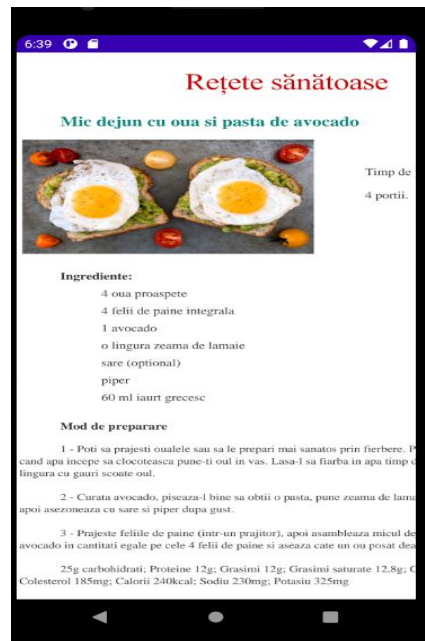 6:39
Rețete sănătoase
Mic dejun cu oua si pasta de avocado
Timp de
4 portii.
Ingrediente:
4 oua proaspete
4 felii de paine integrala
1 avocado
o lingura zeama de lamaie
sare (optional)
piper
60 ml iaurt grecesc
Mod de preparare
1 - Poti sa prajesti oualele sau sa le prepari mai sanatos prin fierbere. P
cand apa incepe sa clocoteasca pune-ti oul in vas. Lasa-l sa fiarba in apa timp d
lingura cu gauri scoate oul.
2 - Curata avocado, piseaza-l bine sa obtii o pasta, pune zeama de lama
apoi asezoneaza cu sare si piper dupa gust.
3 - Prajeste feliile de paine (intr-un prajitor), apoi asambleaza micul de
avocado in cantitati egale pe cele 4 felii de paine si aseaza cate un ou posat dea
25g carbohidrati; Proteine 12g; Grasimi 12g; Grasimi saturate 12,8g; C
Colesterol 185mg; Calorii 240kcal; Sodiu 230mg; Potasiu 325mg